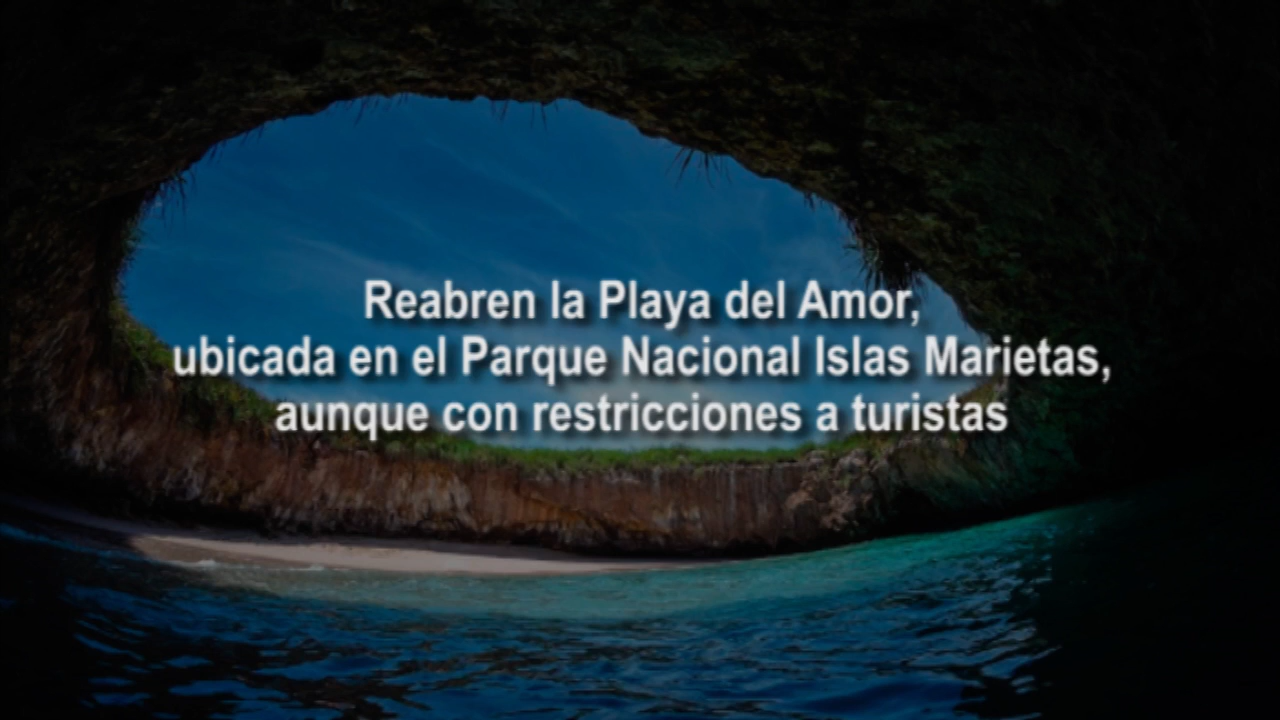 Reabren la Playa del Amor,
ubicada en el Parque Nacional Islas Marietas,
aunque con restricciones a turistas